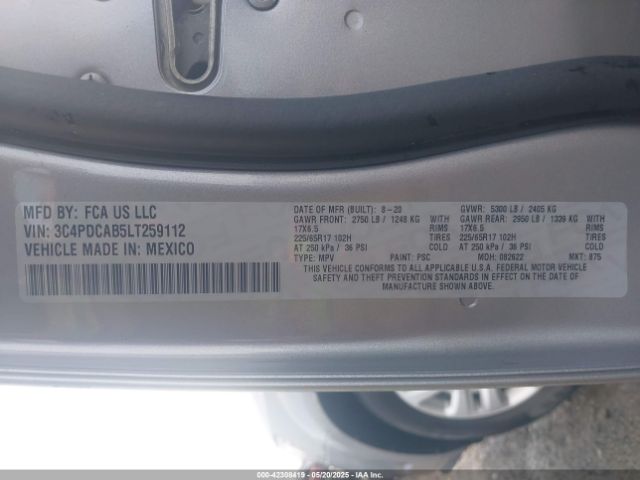 MFD BY: FCA US LLC
VIN: 3C4PDCAB5LT259112
VEHICLE MADE IN: MEXICO
DATE OF MFR (BUILT): 8-20 GVWR: 5300 LB / 2405 KG
GAWR FRONT: 2750 LB / 1248 KG WITH GAWR REAR: 2950 LB / 1339 KG WITH
17X6.5 RIMS 17X6.5 RIMS
225/65R17 102H TIRES 225/65R17 102H TIRES
AT 250 kPa / 36 PSI COLD AT 250 kPa / 36 PSI COLD
TYPE: MPV PAINT: PSC MDH: 082622 MXT: 875
THIS VEHICLE CONFORMS TO ALL APPLICABLE U.S.A. FEDERAL MOTOR VEHICLE
SAFETY AND THEFT PREVENTION STANDARDS IN EFFECT ON THE DATE OF
MANUFACTURE SHOWN ABOVE.
000-42308419 - 05/20/2025 - IAAI.COM